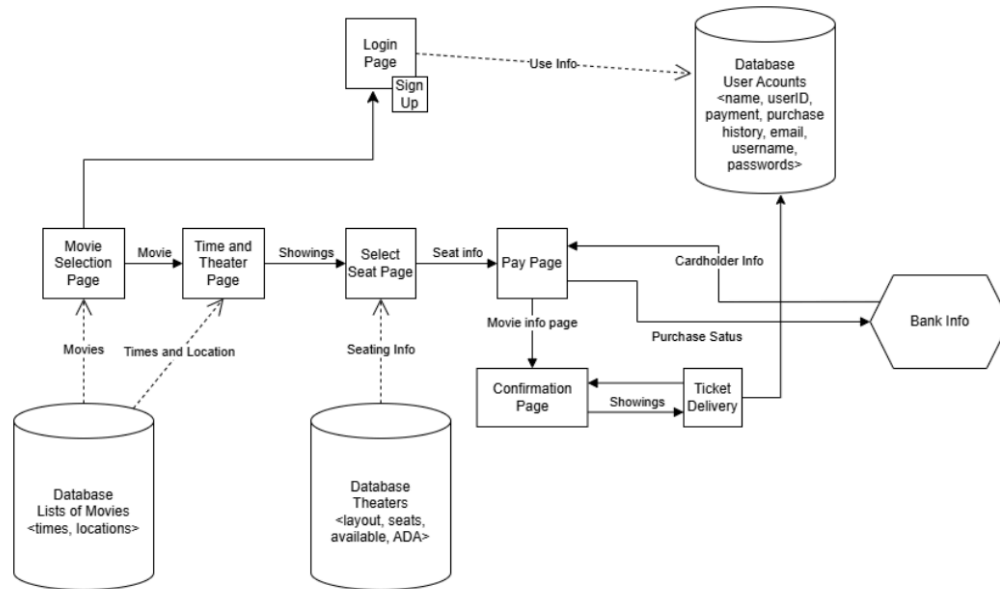 Login
Page
Sign
Up
Use Info
Database
User Acounts
<name, userID,
payment, purchase
history, email,
username,
passwords>
Movie
Selection
Page
Movie
Time and
Theater
Page
Showings
Select
Seat Page
Seat info
Pay Page
Cardholder Info
Bank Info
Movies
Times and Location
Seating Info
Movie info page
Purchase Satus
Confirmation
Page
Showings
Ticket
Delivery
Database
Lists of Movies
<times, locations>
Database
Theaters
<layout, seats,
available, ADA>